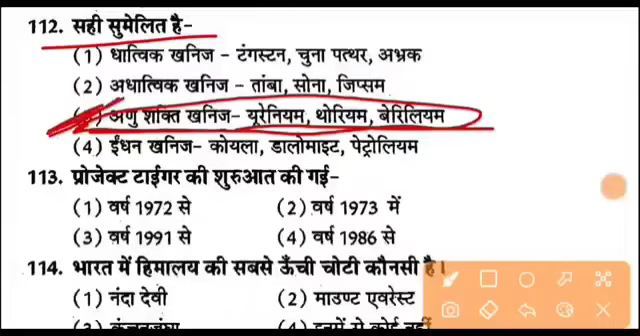 112. सही सुमेलित है-
(1) धात्विक खनिज - टंगस्टन, चुना पत्थर, अभ्रक
(2) अधात्विक खनिज - तांबा, सोना, जिप्सम
अणु शक्ति खनिज- यूरेनियम, थोरियम, बेरिलियम
(4) ईंधन खनिज- कोयला, डालोमाइट, पेट्रोलियम
113. प्रोजेक्ट टाईगर की शुरुआत की गई-
(1) वर्ष 1972 से (2) वर्ष 1973 में
(3) वर्ष 1991 से (4) वर्ष 1986 से
114. भारत में हिमालय की सबसे ऊँची चोटी कौनसी है।
(1) नंदा देवी (2) माउण्ट एवरेस्ट